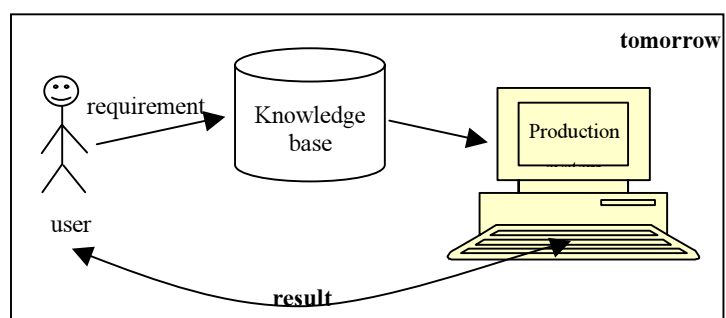 tomorrow
requirement
Knowledge
base
Production
user
result